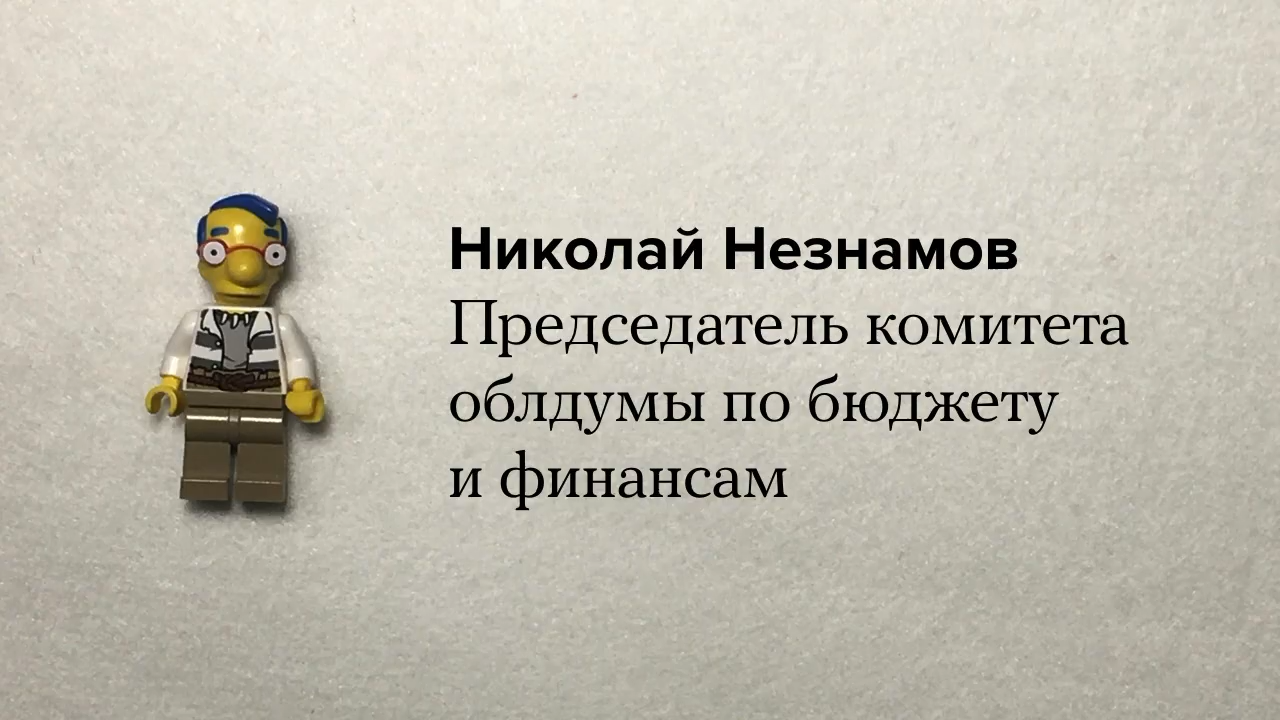 Николай Незнамов
Председатель комитета
облдумы по бюджету
и финансам